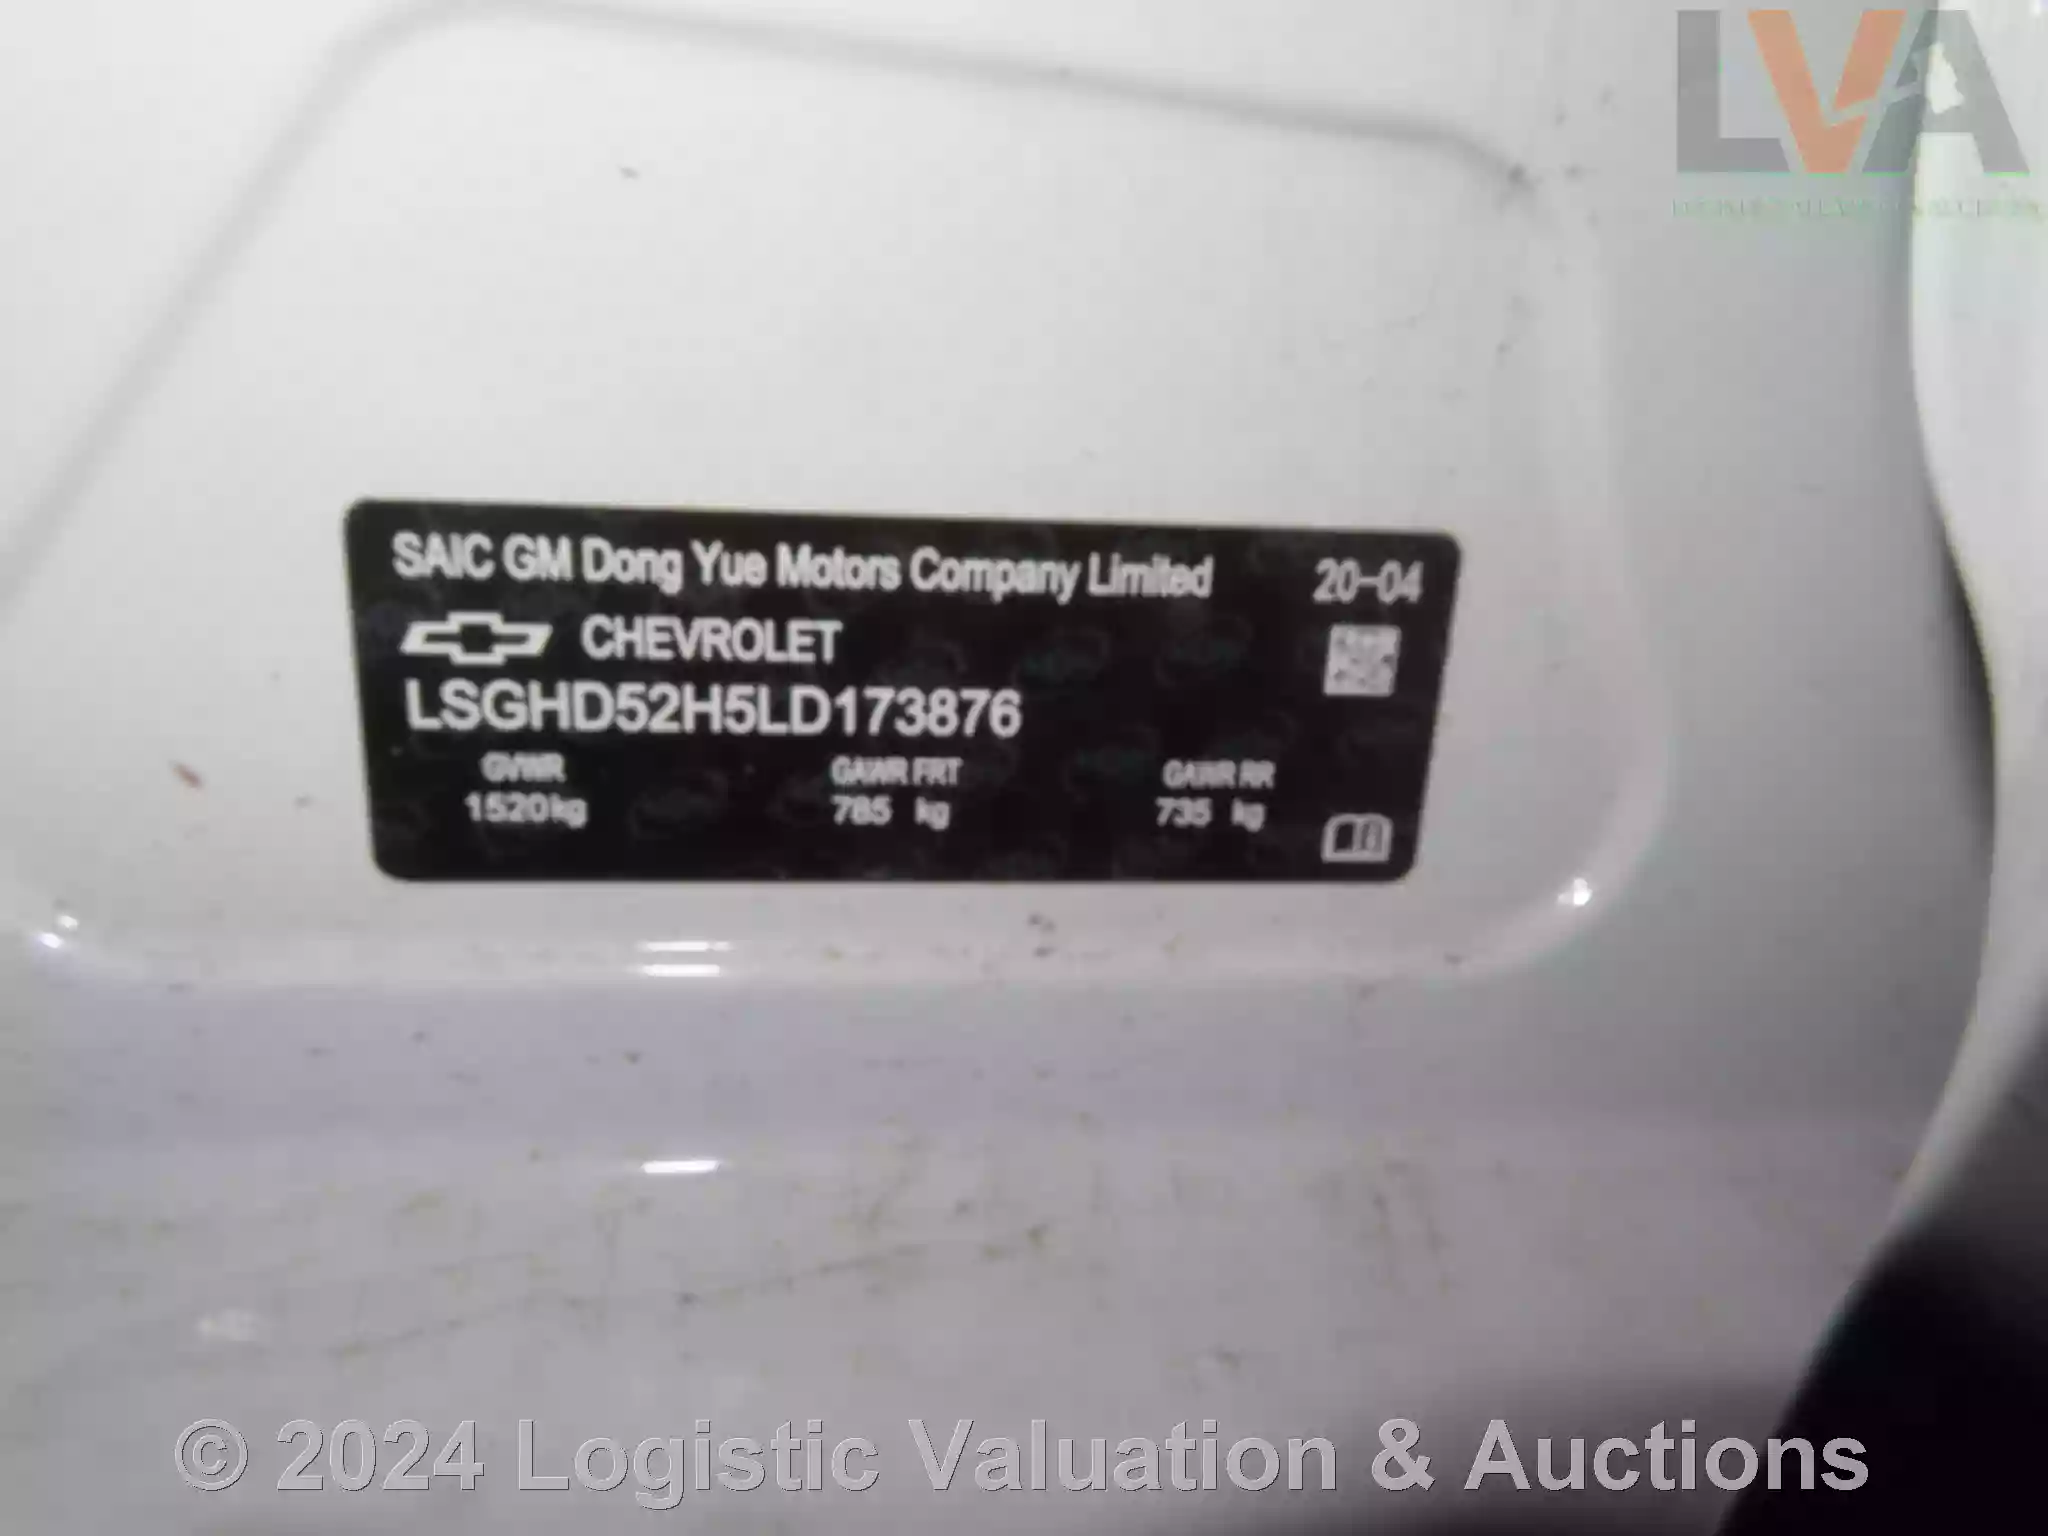 LVA
SAIC GM Dong Yue Motors Company Limited 20-04
CHEVROLET
LSGHD52H5LD173876
GVWR GAWR FRT GAWR RR
1520kg 785 kg 735 kg
© 2024 Logistic Valuation & Auctions